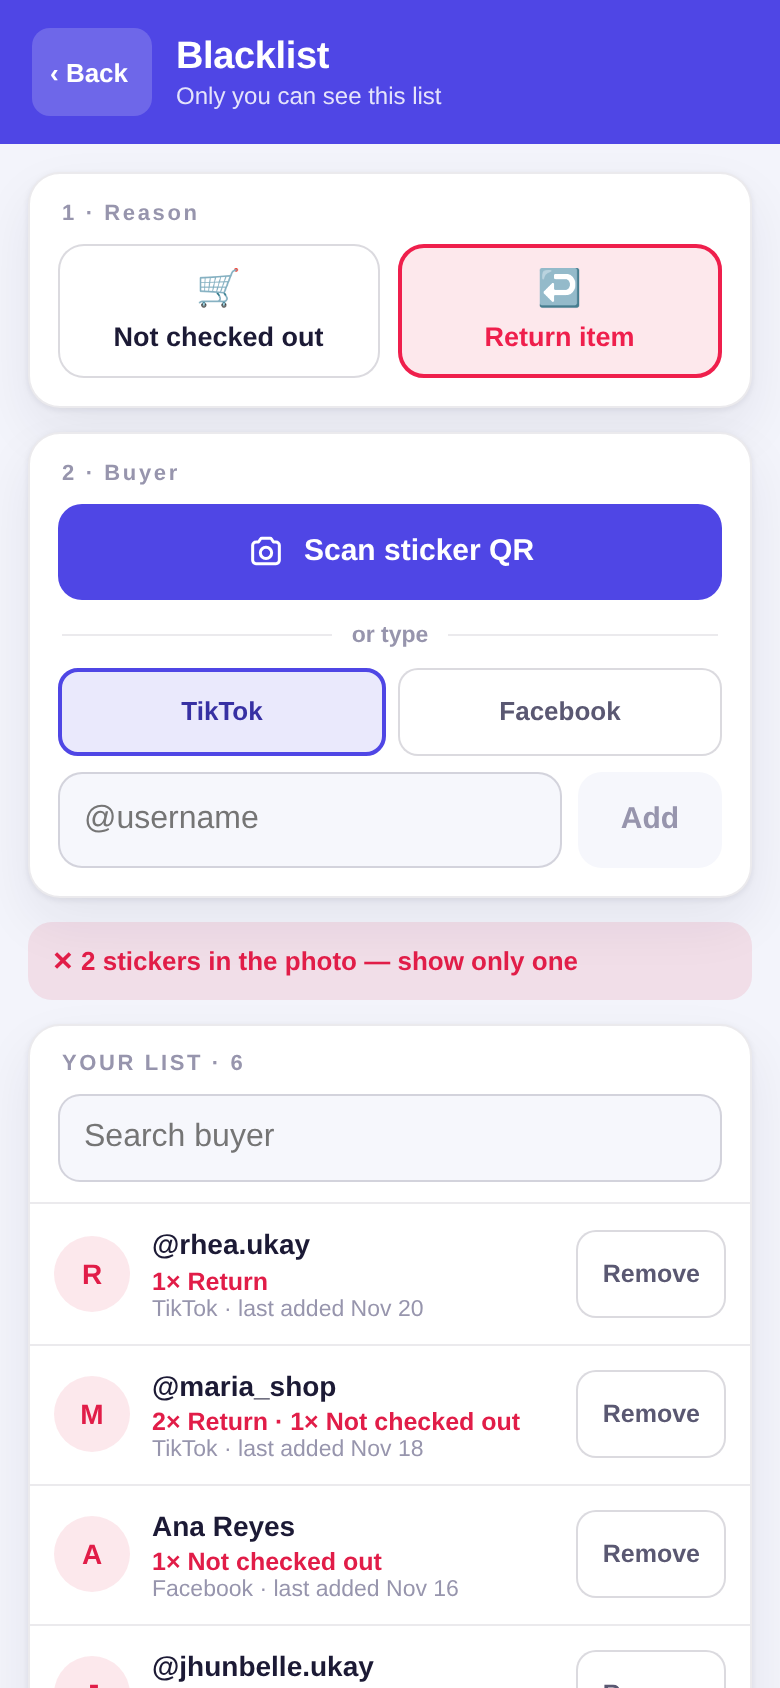 ‹ Back
Blacklist
Only you can see this list
1 · Reason
Not checked out
Return item
2 · Buyer
Scan sticker QR
or type
TikTok
Facebook
@username
Add
✕ 2 stickers in the photo — show only one
YOUR LIST · 6
Search buyer
R
@rhea.ukay
1× Return
TikTok · last added Nov 20
Remove
M
@maria_shop
2× Return · 1× Not checked out
TikTok · last added Nov 18
Remove
A
Ana Reyes
1× Not checked out
Facebook · last added Nov 16
Remove
@jhunbelle.ukay